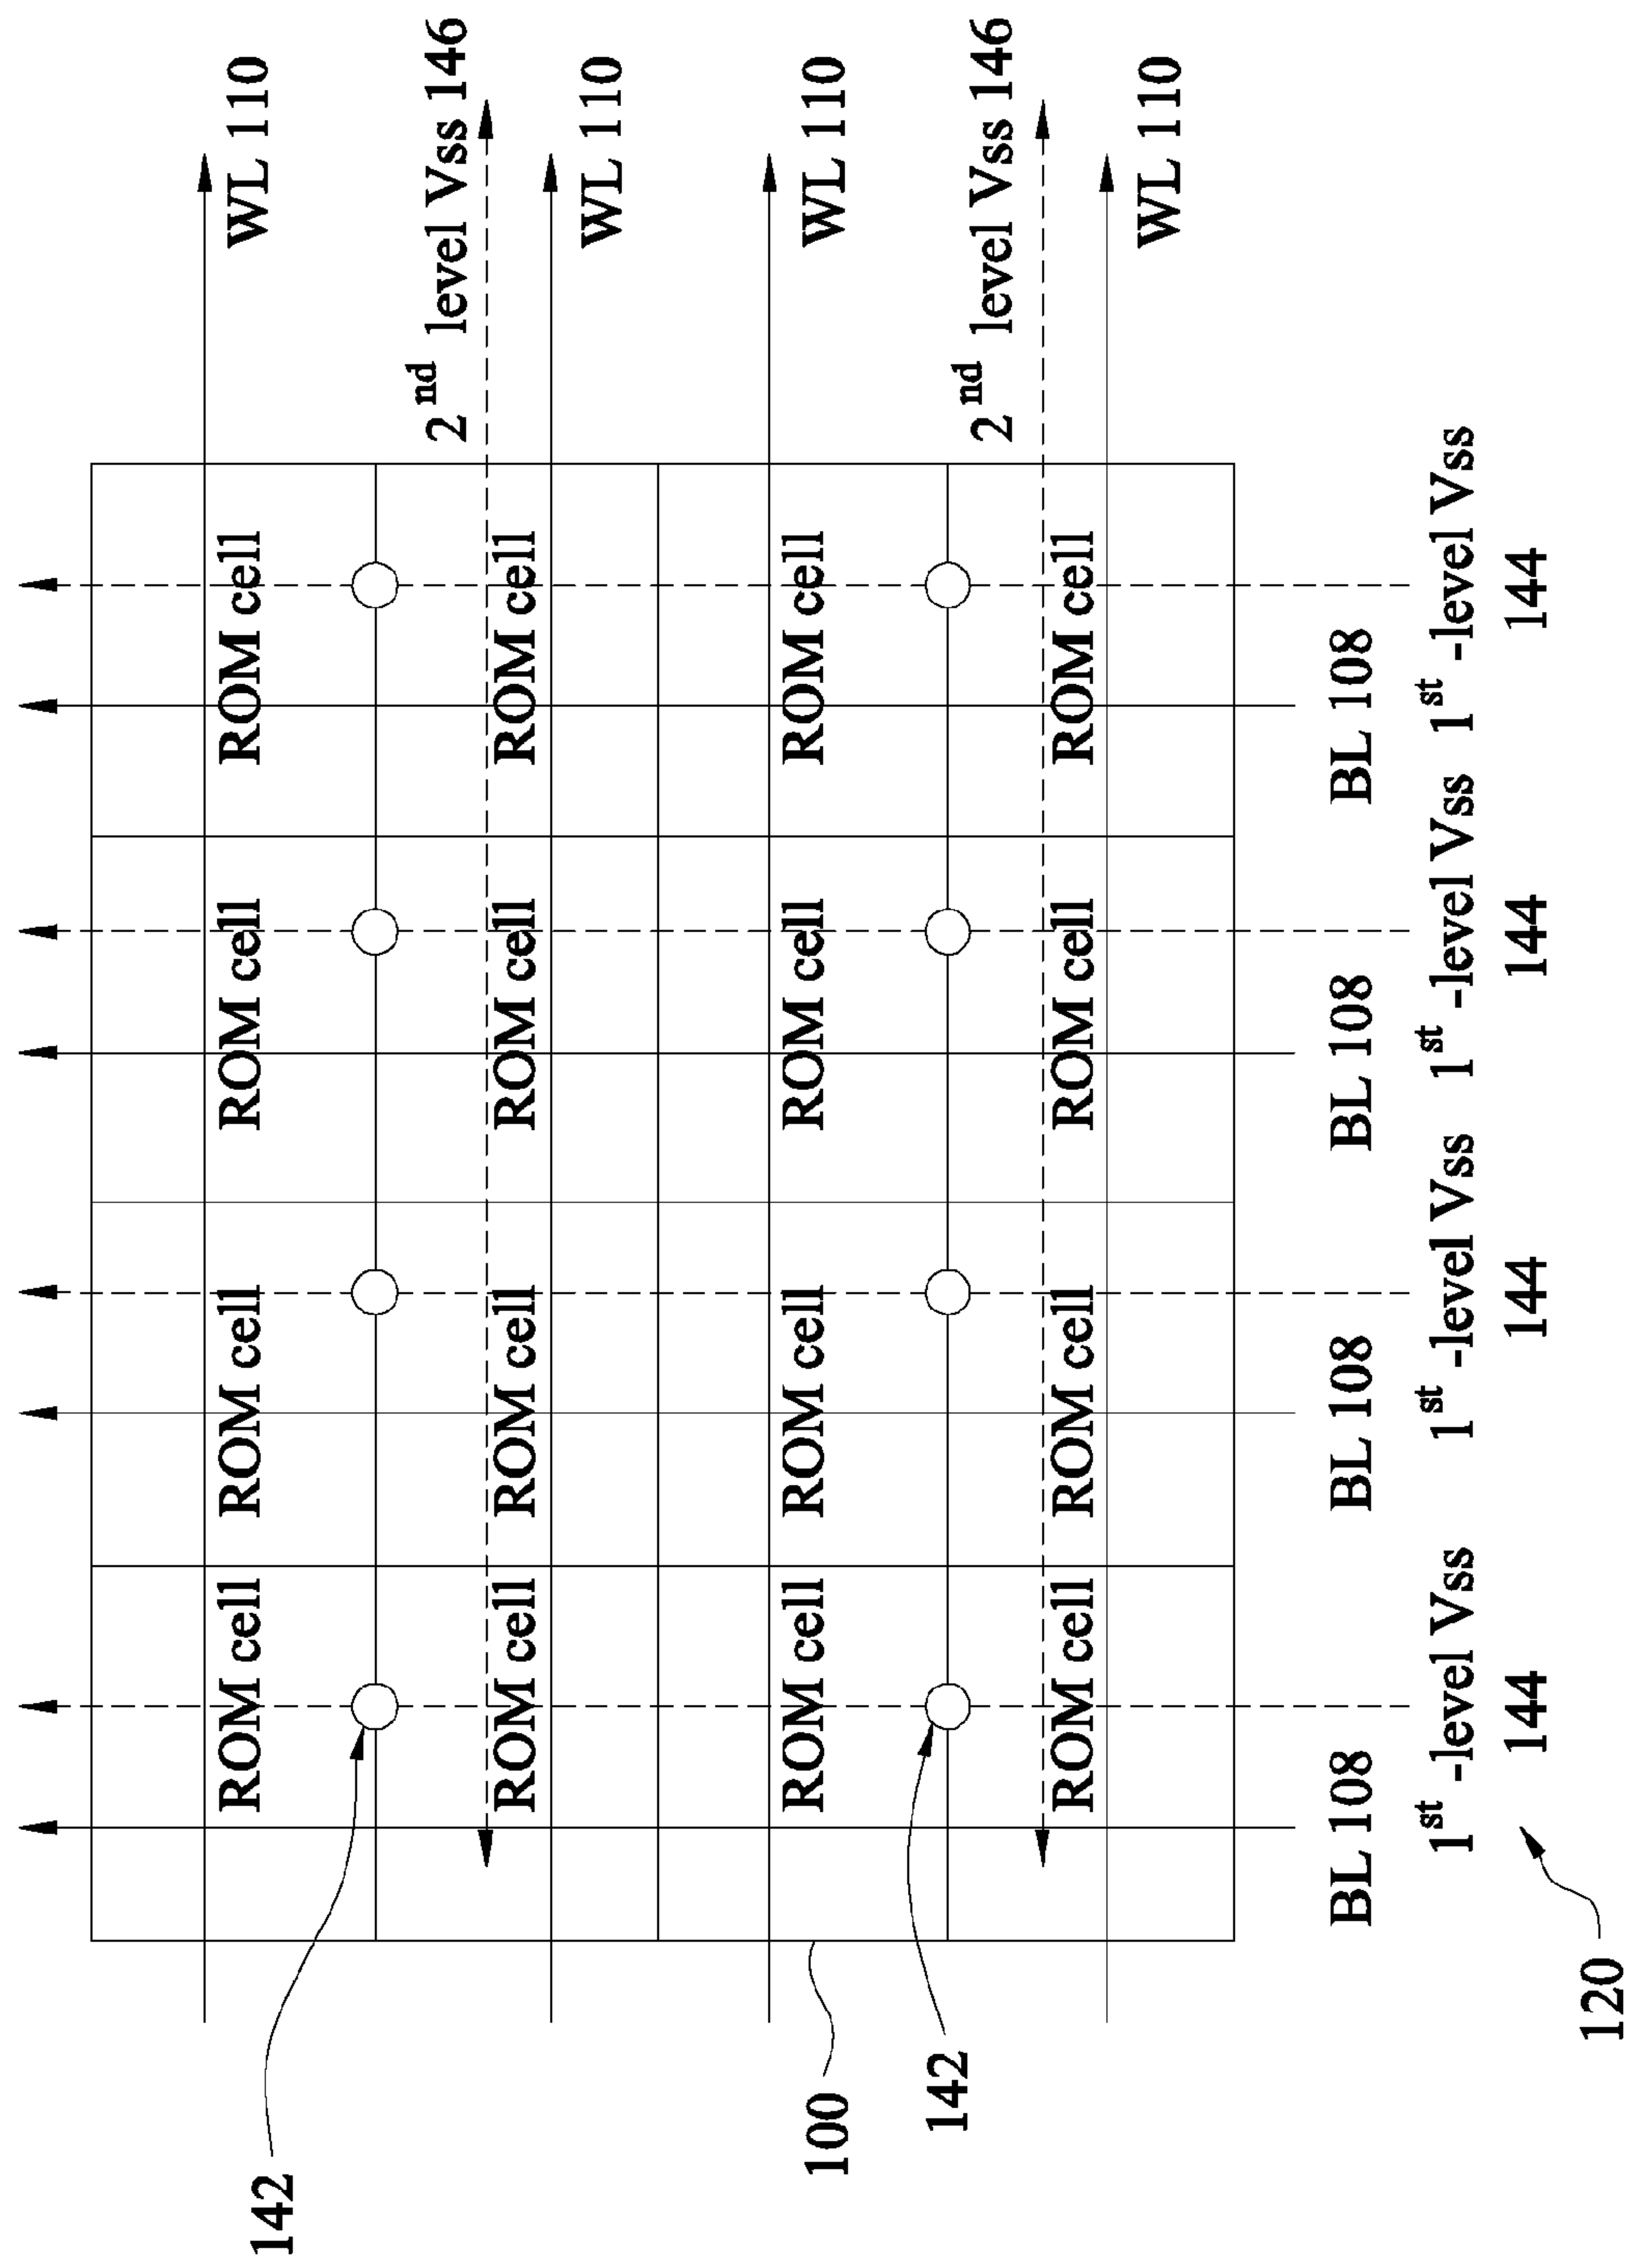 ROM cell ROM cell ROM cell ROM cell WL 110
142
2nd level Vss 146
ROM cell ROM cell ROM cell ROM cell
WL 110
ROM cell ROM cell ROM cell ROM cell WL 110
100
142
2nd level Vss 146
ROM cell ROM cell ROM cell ROM cell
WL 110
BL 108 BL 108 BL 108 BL 108
1st -level Vss 1st -level Vss 1st -level Vss 1st -level Vss
144 144 144 144
120